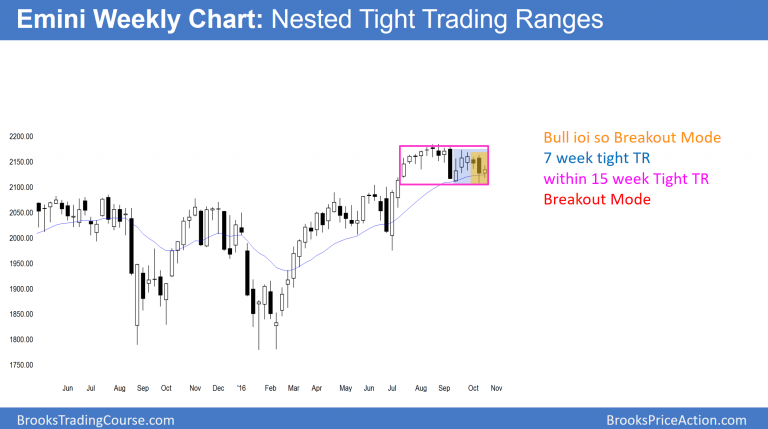 Emini Weekly Chart: Nested Tight Trading Ranges
Bull ioi so Breakout Mode
7 week tight TR
within 15 week Tight TR
Breakout Mode
2200.00
2150.00
2100.00
2050.00
2000.00
1950.00
1900.00
1850.00
1800.00
1750.00
Jun Jul Aug Sep Oct Nov Dec '16 Feb Mar Apr May Jun Jul Aug Sep Oct Nov
BrooksTradingCourse.com BrooksPriceAction.com